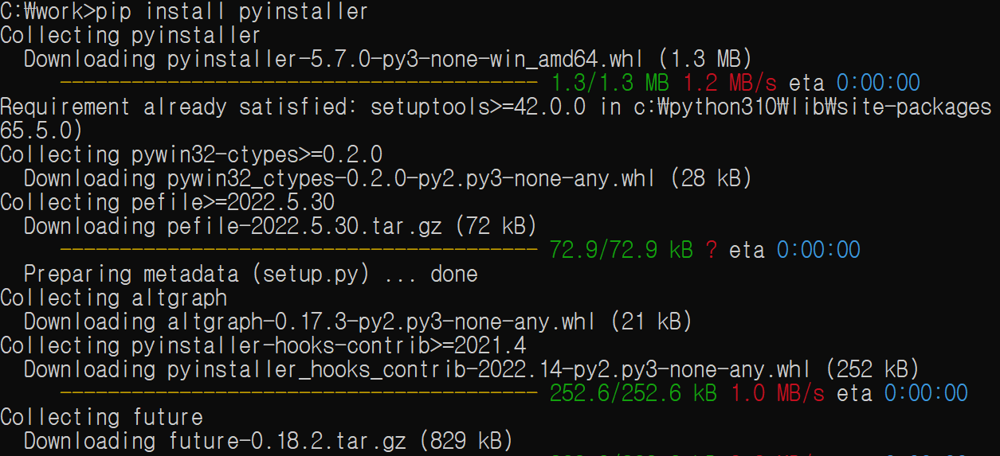 C:₩work>pip install pyinstaller
Collecting pyinstaller
Downloading pyinstaller-5.7.0-py3-none-win_amd64.whl (1.3 MB)
---------------------------------------- 1.3/1.3 MB 1.2 MB/s eta 0:00:00
Requirement already satisfied: setuptools>=42.0.0 in c:₩python310₩lib₩site-packages
65.5.0)
Collecting pywin32-ctypes>=0.2.0
Downloading pywin32_ctypes-0.2.0-py2.py3-none-any.whl (28 kB)
Collecting pefile>=2022.5.30
Downloading pefile-2022.5.30.tar.gz (72 kB)
---------------------------------------- 72.9/72.9 kB ? eta 0:00:00
Preparing metadata (setup.py) ... done
Collecting altgraph
Downloading altgraph-0.17.3-py2.py3-none-any.whl (21 kB)
Collecting pyinstaller-hooks-contrib>=2021.4
Downloading pyinstaller_hooks_contrib-2022.14-py2.py3-none-any.whl (252 kB)
---------------------------------------- 252.6/252.6 kB 1.0 MB/s eta 0:00:00
Collecting future
Downloading future-0.18.2.tar.gz (829 kB)